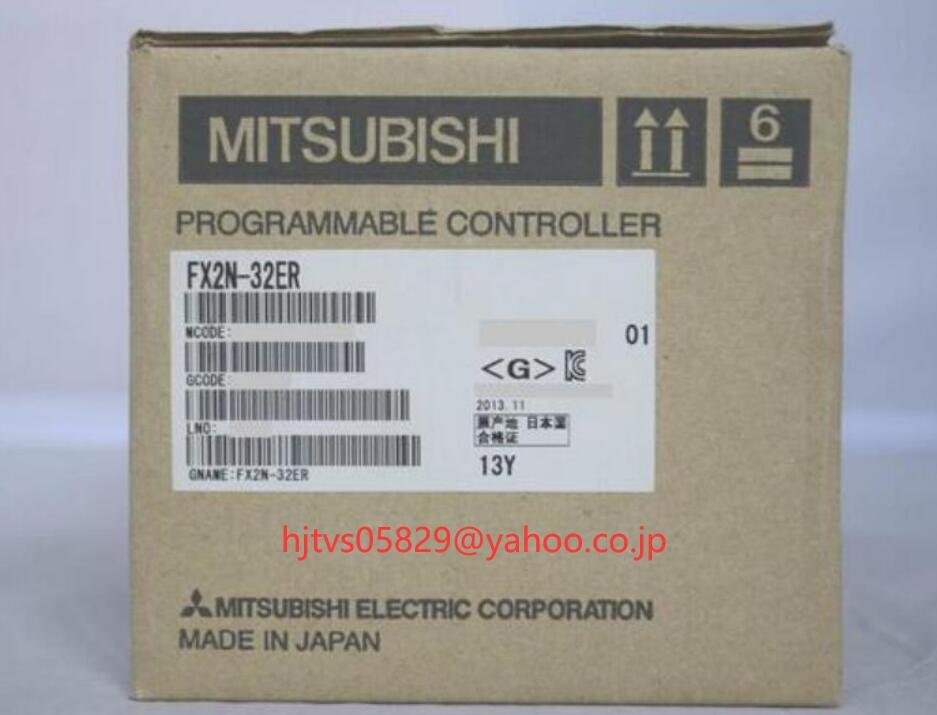 MITSUBISHI
6
PROGRAMMABLE CONTROLLER
FX2N-32ER
MCODE:
GCODE
LNO:
GNAME:FX2N-32ER
01
<G>
2013.11
原产地 日本国
合格证
13Y
hjtvs05829@yahoo.co.jp
MITSUBISHI ELECTRIC CORPORATION
MADE IN JAPAN